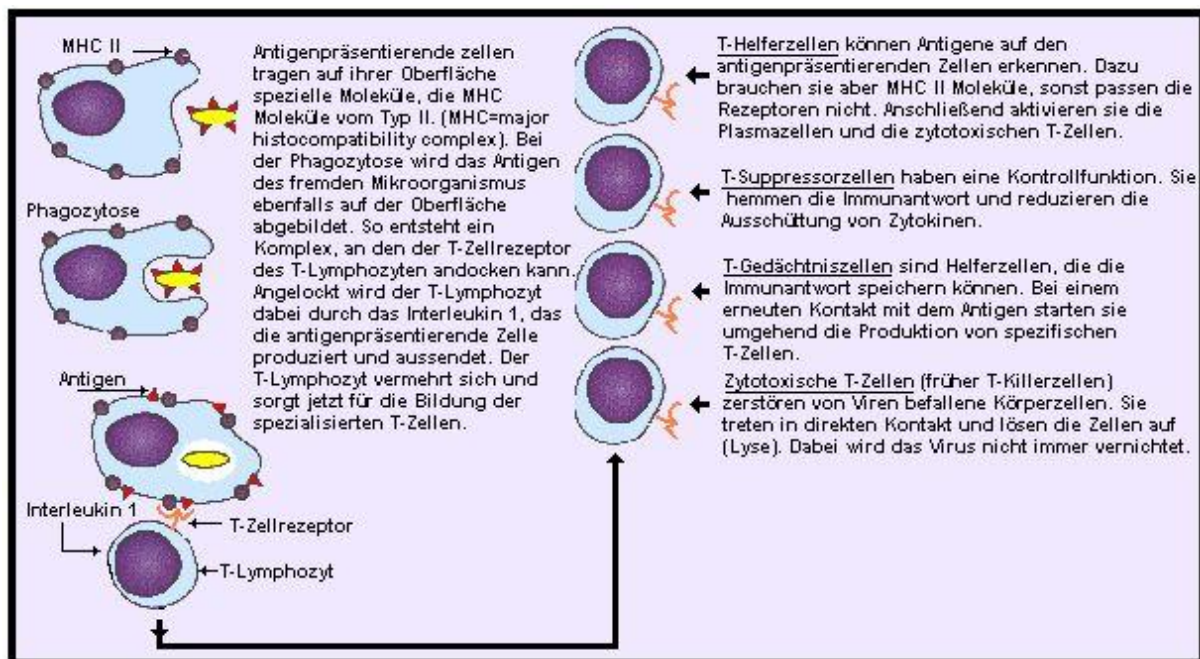 MHC II
Phagozytose
Antigen
Interleukin 1
T-Zellrezeptor
T-Lymphozyt
Antigenpräsentierende zellen
tragen auf ihrer Oberfläche
spezielle Moleküle, die MHC
Moleküle vom Typ II. (MHC=major
histocompatibility complex). Bei
der Phagozytose wird das Antigen
des fremden Mikroorganismus
ebenfalls auf der Oberfläche
abgebildet. So entsteht ein
Komplex, an den der T-Zellrezeptor
des T-Lymphozyten andocken kann.
Angelockt wird der T-Lymphozyt
dabei durch das Interleukin 1, das
die antigenpräsentierende Zelle
produziert und aussendet. Der
T-Lymphozyt vermehrt sich und
sorgt jetzt für die Bildung der
spezialisierten T-Zellen.
T-Helferzellen können Antigene auf den
antigenpräsentierenden Zellen erkennen. Dazu
brauchen sie aber MHC II Moleküle, sonst passen die
Rezeptoren nicht. Anschließend aktivieren sie die
Plasmazellen und die zytotoxischen T-Zellen.
T-Suppressorzellen haben eine Kontrollfunktion. Sie
hemmen die Immunantwort und reduzieren die
Ausschüttung von Zytokinen.
T-Gedächtniszellen sind Helferzellen, die die
Immunantwort speichern können. Bei einem
erneuten Kontakt mit dem Antigen starten sie
umgehend die Produktion von spezifischen
T-Zellen.
Zytotoxische T-Zellen (früher T-Killerzellen)
zerstören von Viren befallene Körperzellen. Sie
treten in direkten Kontakt und lösen die Zellen auf
(Lyse). Dabei wird das Virus nicht immer vernichtet.